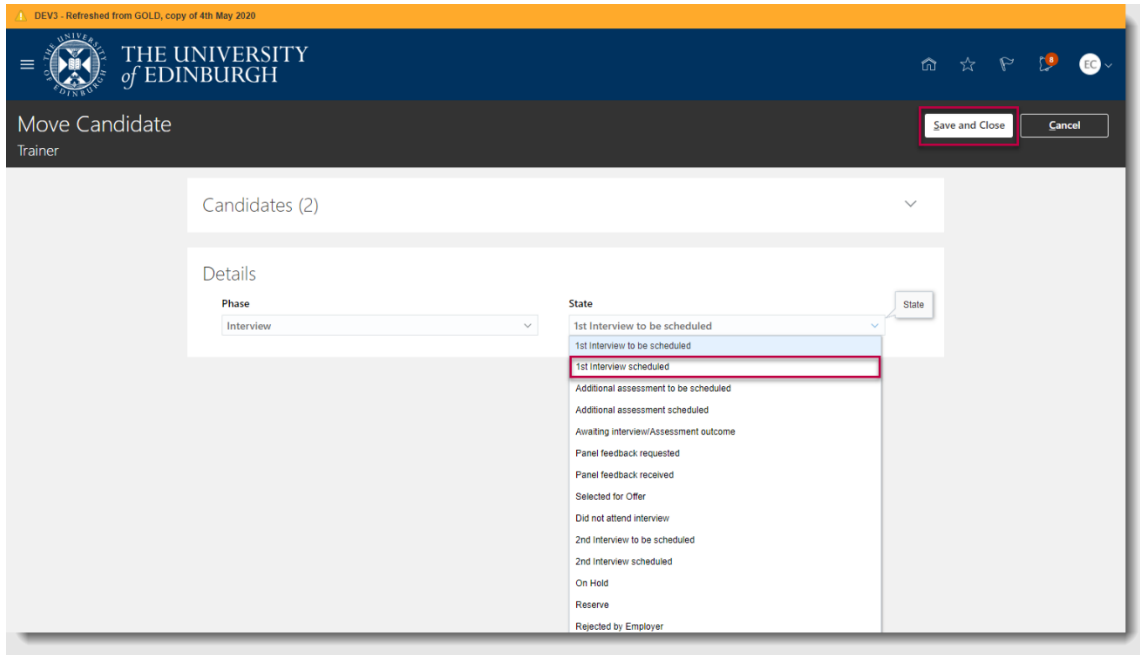 DEV3 - Refreshed from GOLD, copy of 4th May 2020
THE UNIVERSITY
of EDINBURGH
8
EC
Move Candidate
Trainer
Save and Close
Cancel
Candidates (2)
Details
Phase
State
State
Interview
1st Interview to be scheduled
1st Interview to be scheduled
1st Interview scheduled
Additional assessment to be scheduled
Additional assessment scheduled
Awaiting interview/Assessment outcome
Panel feedback requested
Panel feedback received
Selected for Offer
Did not attend interview
2nd Interview to be scheduled
2nd Interview scheduled
On Hold
Reserve
Rejected by Employer